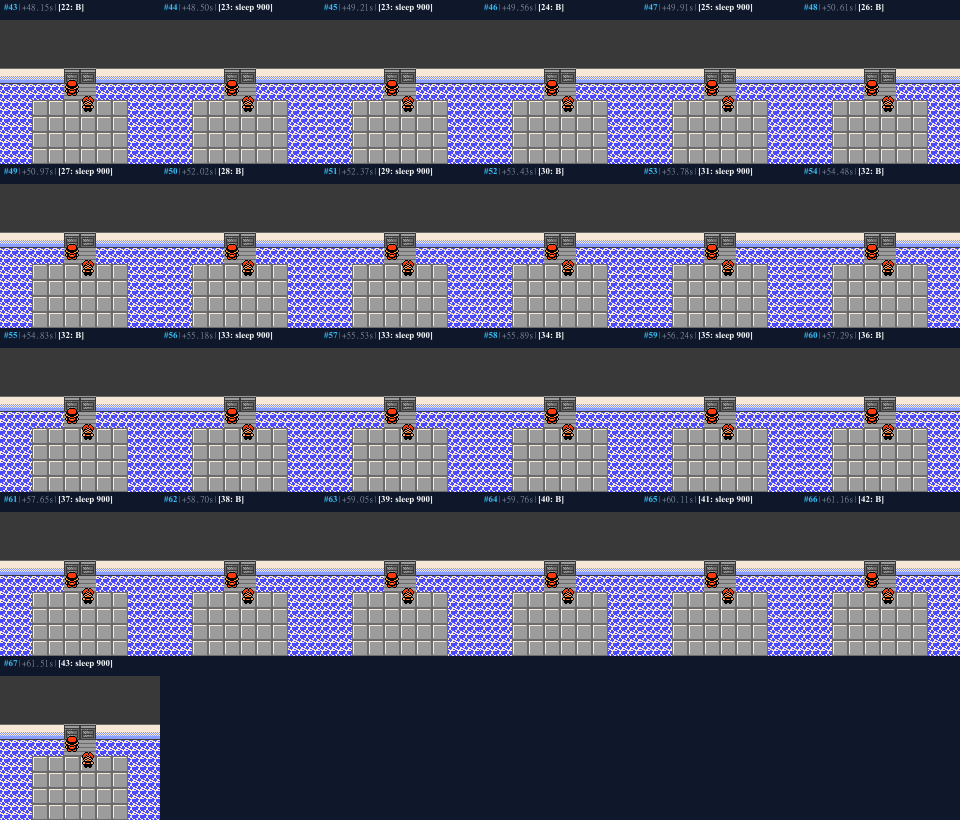 #43|+48.15s| [22: B]
#44|+48.50s| [23: sleep 900]
#45|+49.21s| [23: sleep 900]
#46|+49.56s| [24: B]
#47|+49.91s| [25: sleep 900]
#48|+50.61s| [26: B]
#49|+50.97s| [27: sleep 900]
#50|+52.02s| [28: B]
#51|+52.37s| [29: sleep 900]
#52|+53.43s| [30: B]
#53|+53.78s| [31: sleep 900]
#54|+54.48s| [32: B]
#55|+54.83s| [32: B]
#56|+55.18s| [33: sleep 900]
#57|+55.53s| [33: sleep 900]
#58|+55.89s| [34: B]
#59|+56.24s| [35: sleep 900]
#60|+57.29s| [36: B]
#61|+57.65s| [37: sleep 900]
#62|+58.70s| [38: B]
#63|+59.05s| [39: sleep 900]
#64|+59.76s| [40: B]
#65|+60.11s| [41: sleep 900]
#66|+61.16s| [42: B]
#67|+61.51s| [43: sleep 900]